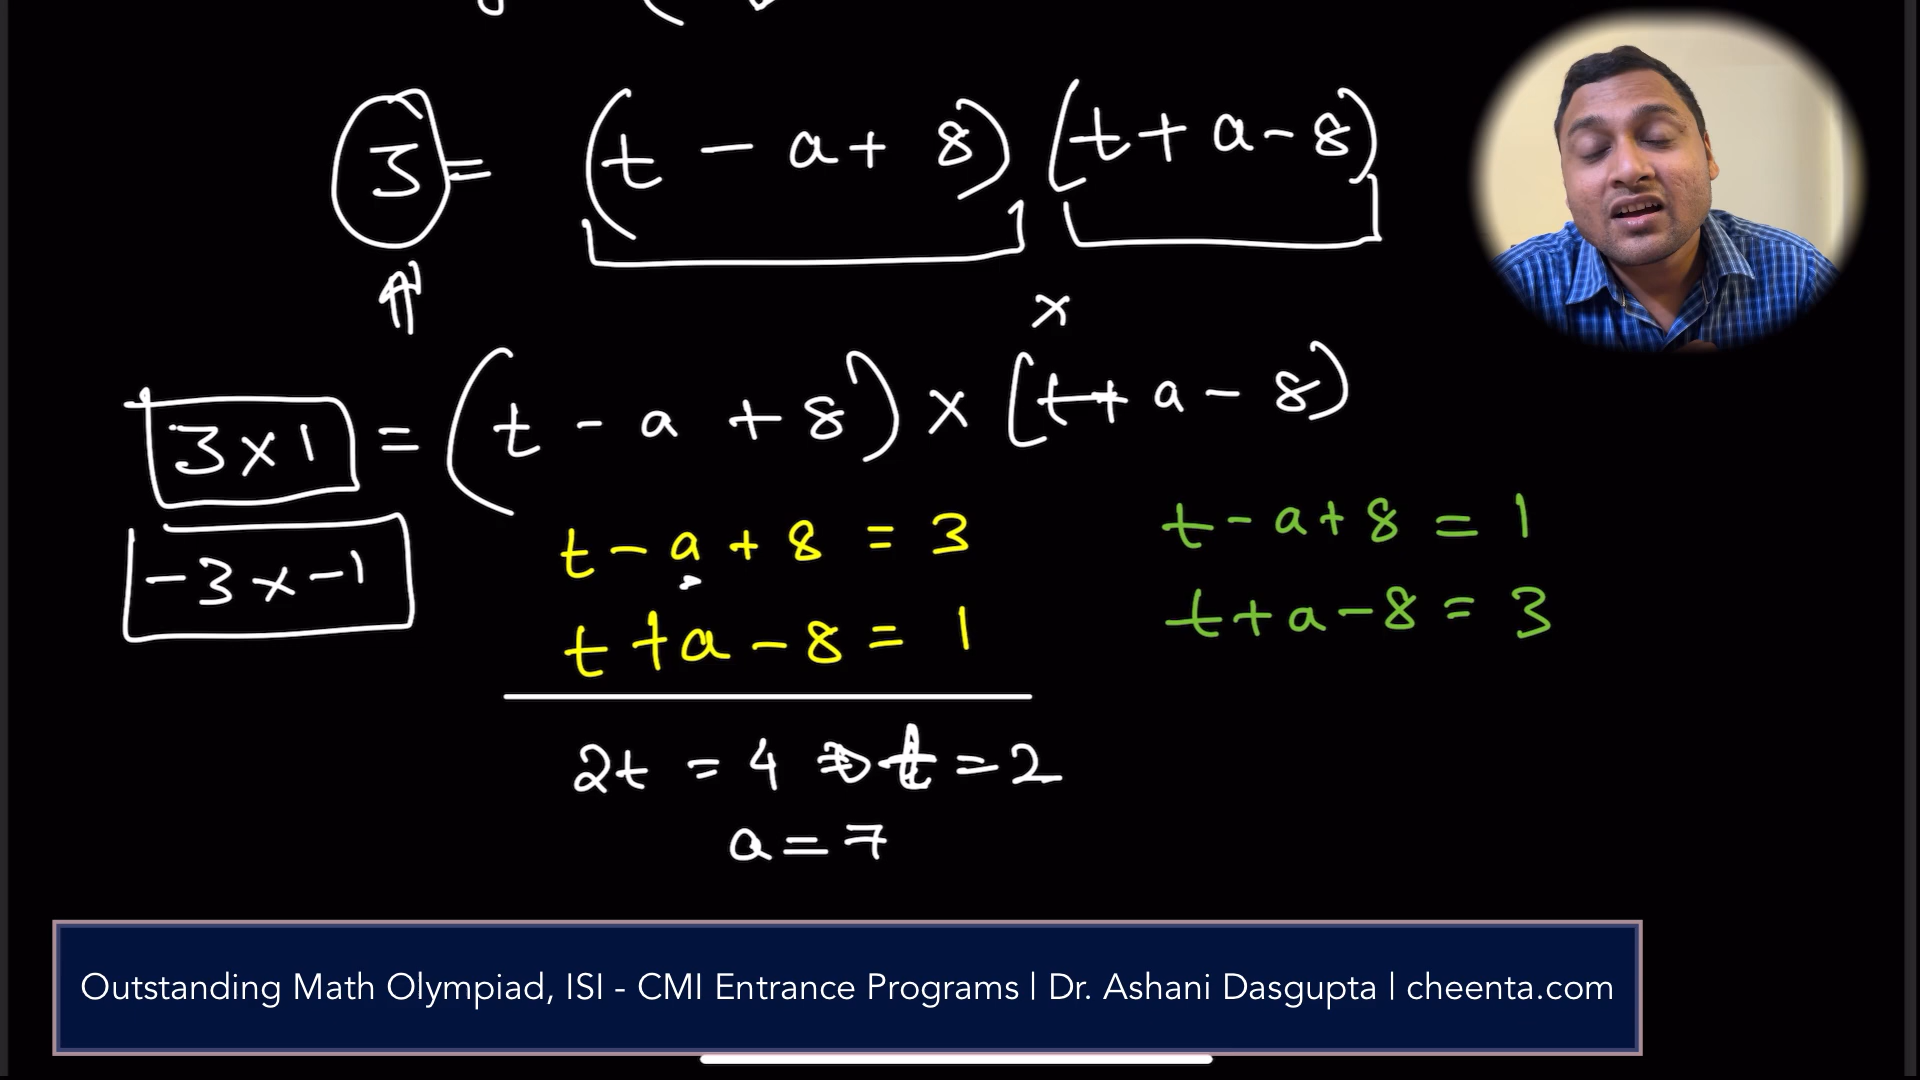 3 = (t - a + 8) (t + a - 8)
x
3 x 1 = (t - a + 8) x (t + a - 8)
-3 x -1
t - a + 8 = 3
t + a - 8 = 1
2t = 4 ⇒ t = 2
a = 7
t - a + 8 = 1
t + a - 8 = 3
Outstanding Math Olympiad, ISI - CMI Entrance Programs | Dr. Ashani Dasgupta | cheenta.com